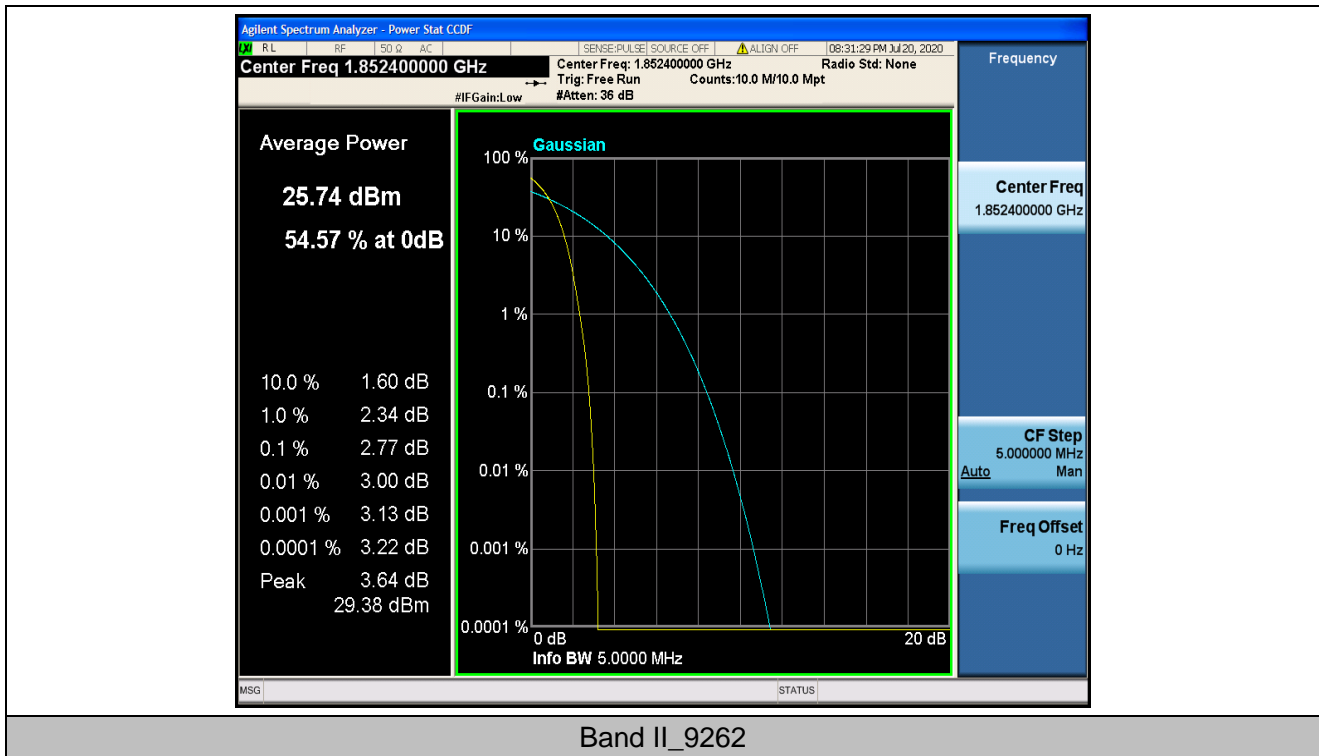 Agilent Spectrum Analyzer - Power Stat CCDF
LXI RL RF 50 Ω AC SENSE:PULSE SOURCE OFF ALIGN OFF 08:31:29 PM Jul 20, 2020
Center Freq 1.852400000 GHz
Center Freq: 1.852400000 GHz Radio Std: None
Trig: Free Run Counts:10.0 M/10.0 Mpt
#IFGain:Low #Atten: 36 dB
Frequency
Average Power
25.74 dBm
54.57 % at 0dB
10.0 % 1.60 dB
1.0 % 2.34 dB
0.1 % 2.77 dB
0.01 % 3.00 dB
0.001 % 3.13 dB
0.0001 % 3.22 dB
Peak 3.64 dB
29.38 dBm
Gaussian
100 %
10 %
1 %
0.1 %
0.01 %
0.001 %
0.0001 %
0 dB 20 dB
Info BW 5.0000 MHz
Center Freq
1.852400000 GHz
CF Step
5.000000 MHz
Auto Man
Freq Offset
0 Hz
MSG STATUS
Band II_9262